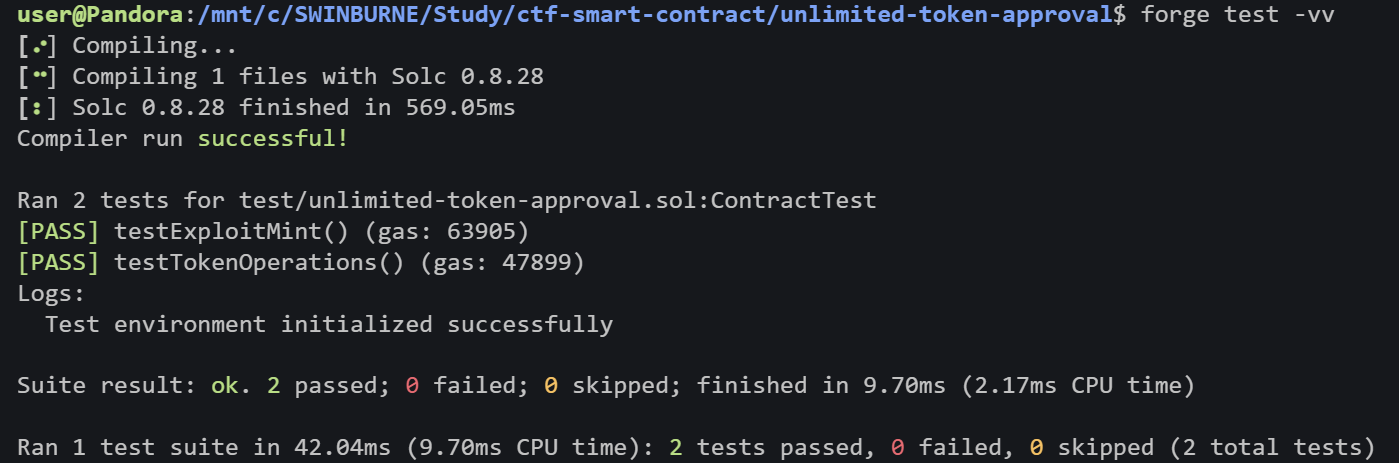 user@Pandora:/mnt/c/SWINBURNE/Study/ctf-smart-contract/unlimited-token-approval$ forge test -vv
[⠔] Compiling...
[⠒] Compiling 1 files with Solc 0.8.28
[⠆] Solc 0.8.28 finished in 569.05ms
Compiler run successful!
Ran 2 tests for test/unlimited-token-approval.sol:ContractTest
[PASS] testExploitMint() (gas: 63905)
[PASS] testTokenOperations() (gas: 47899)
Logs:
  Test environment initialized successfully
Suite result: ok. 2 passed; 0 failed; 0 skipped; finished in 9.70ms (2.17ms CPU time)
Ran 1 test suite in 42.04ms (9.70ms CPU time): 2 tests passed, 0 failed, 0 skipped (2 total tests)